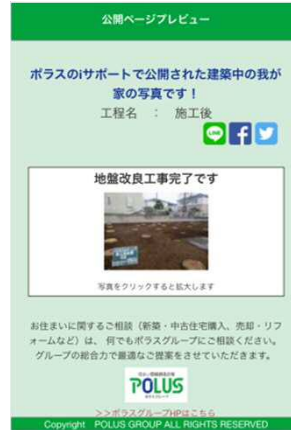 公開ページプレビュー
ポラスのiサポートで公開された建築中の我が
家の写真です！
工程名 ： 施工後
LINE
地盤改良工事完了です
写真をクリックすると拡大します
お住まいに関するご相談（新築・中古住宅購入、売却・リフ
ォームなど）は、 何でもポラスグループにご相談ください。
グループの総合力で最適なご提案をさせていただきます。
POLUS
>>ポラスグループHPはこちら
Copyright POLUS GROUP ALL RIGHTS RESERVED